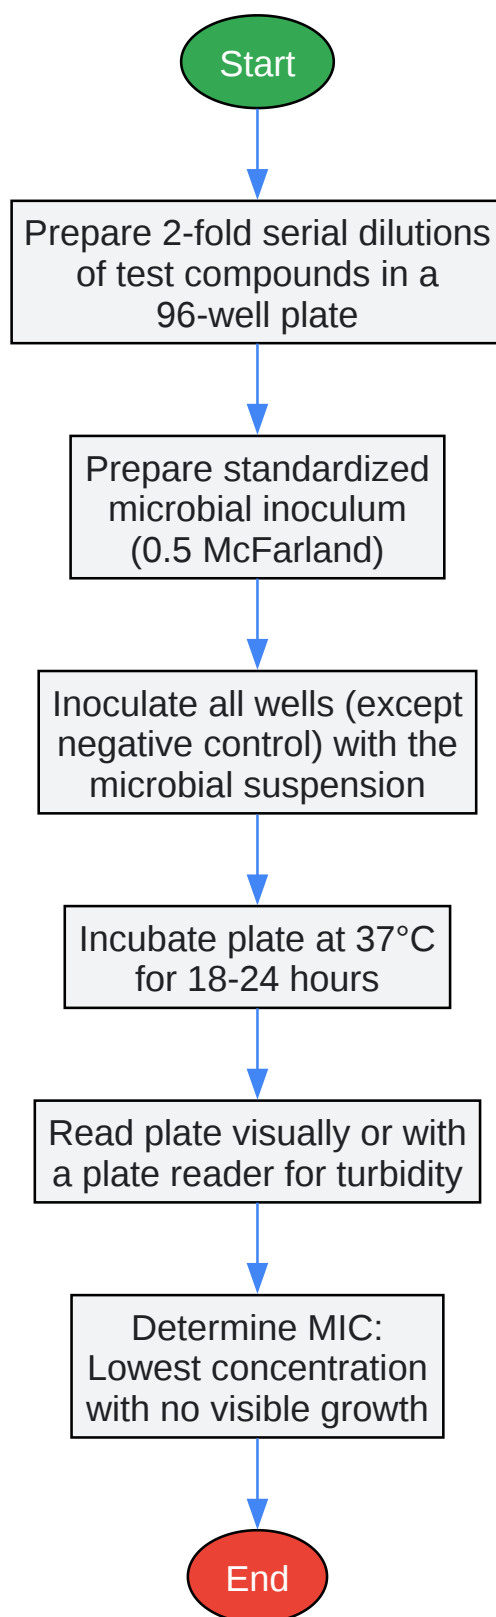 Start
Prepare 2-fold serial dilutions
of test compounds in a
96-well plate
Prepare standardized
microbial inoculum
(0.5 McFarland)
Inoculate all wells (except
negative control) with the
microbial suspension
Incubate plate at 37°C
for 18-24 hours
Read plate visually or with
a plate reader for turbidity
Determine MIC:
Lowest concentration
with no visible growth
End